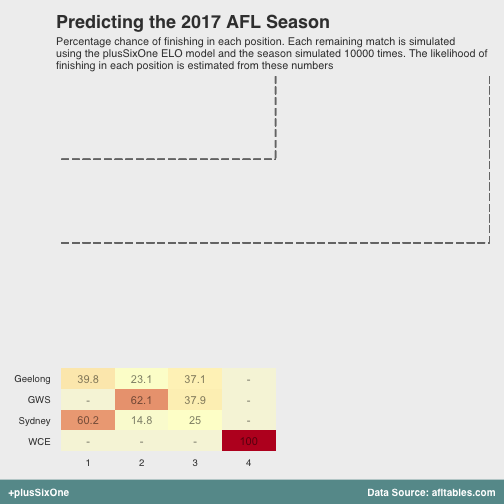 Predicting the 2017 AFL Season
Percentage chance of finishing in each position. Each remaining match is simulated
using the plusSixOne ELO model and the season simulated 10000 times. The likelihood of
finishing in each position is estimated from these numbers
Geelong 39.8 23.1 37.1 -
GWS - 62.1 37.9 -
Sydney 60.2 14.8 25 -
WCE - - - 100
1 2 3 4
+plusSixOne Data Source: afltables.com